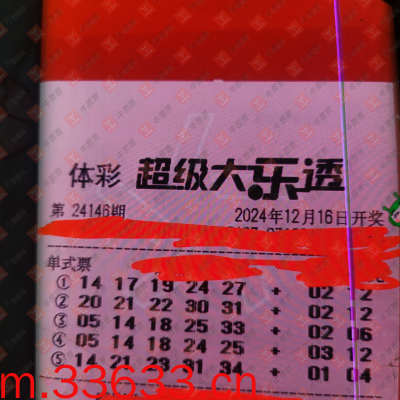 体彩 超级大乐透
第 24146期 2024年12月16日开奖
单式票
① 14 17 19 24 27 + 02 12
② 20 21 22 30 31 + 02 12
③ 05 14 18 25 33 + 02 06
④ 05 14 18 24 25 + 03 12
⑤ 14 21 31 34 + 01 04
m.33633.cn